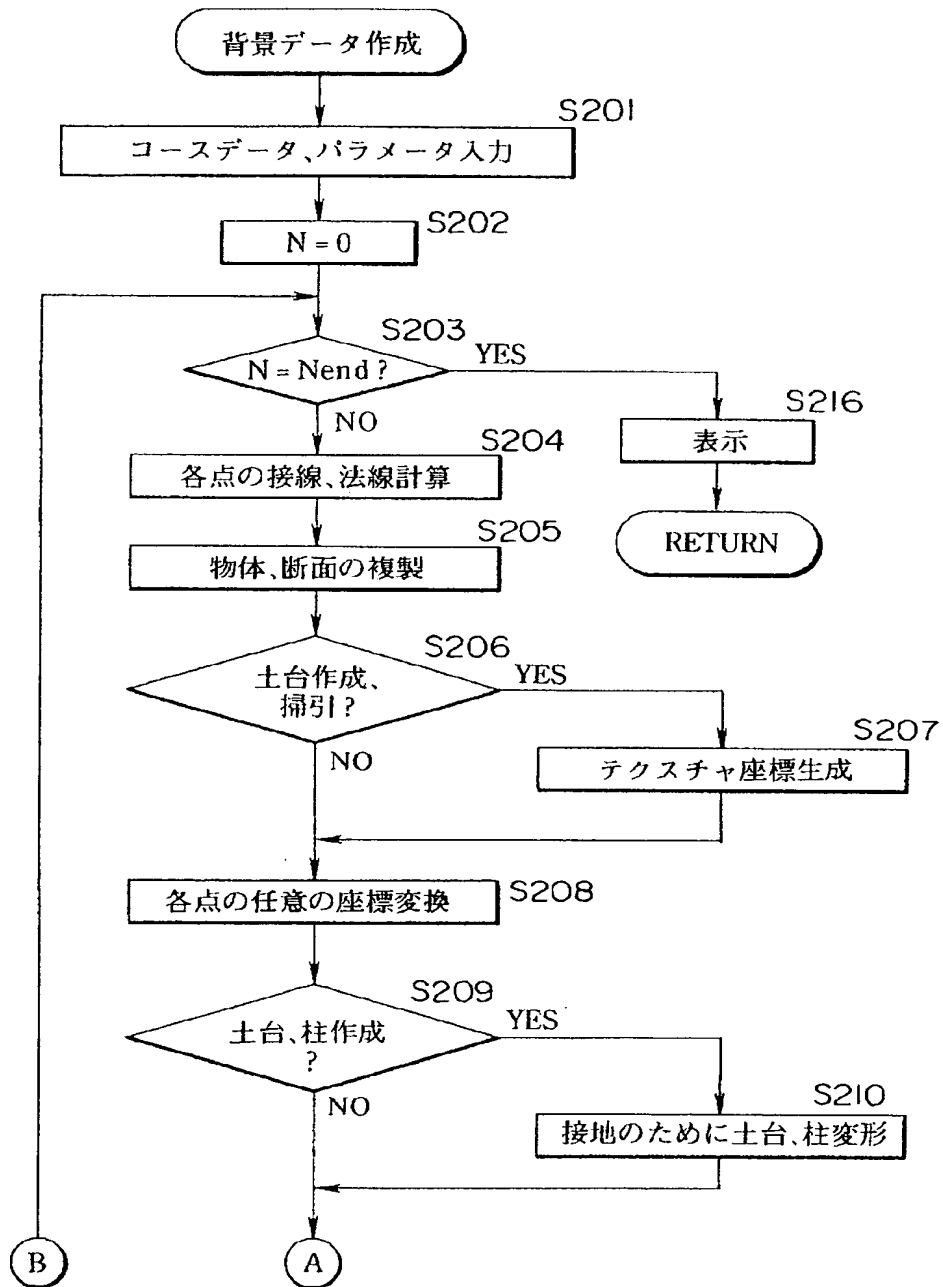 背景データ作成
S201
コースデータ、パラメータ入力
S202
N = 0
S203
N = Nend ?
YES
NO
S216
表示
RETURN
S204
各点の接線、法線計算
S205
物体、断面の複製
S206
土台作成、
掃引?
YES
NO
S207
テクスチャ座標生成
S208
各点の任意の座標変換
S209
土台、柱作成
?
YES
NO
S210
接地のために土台、柱変形
B
A